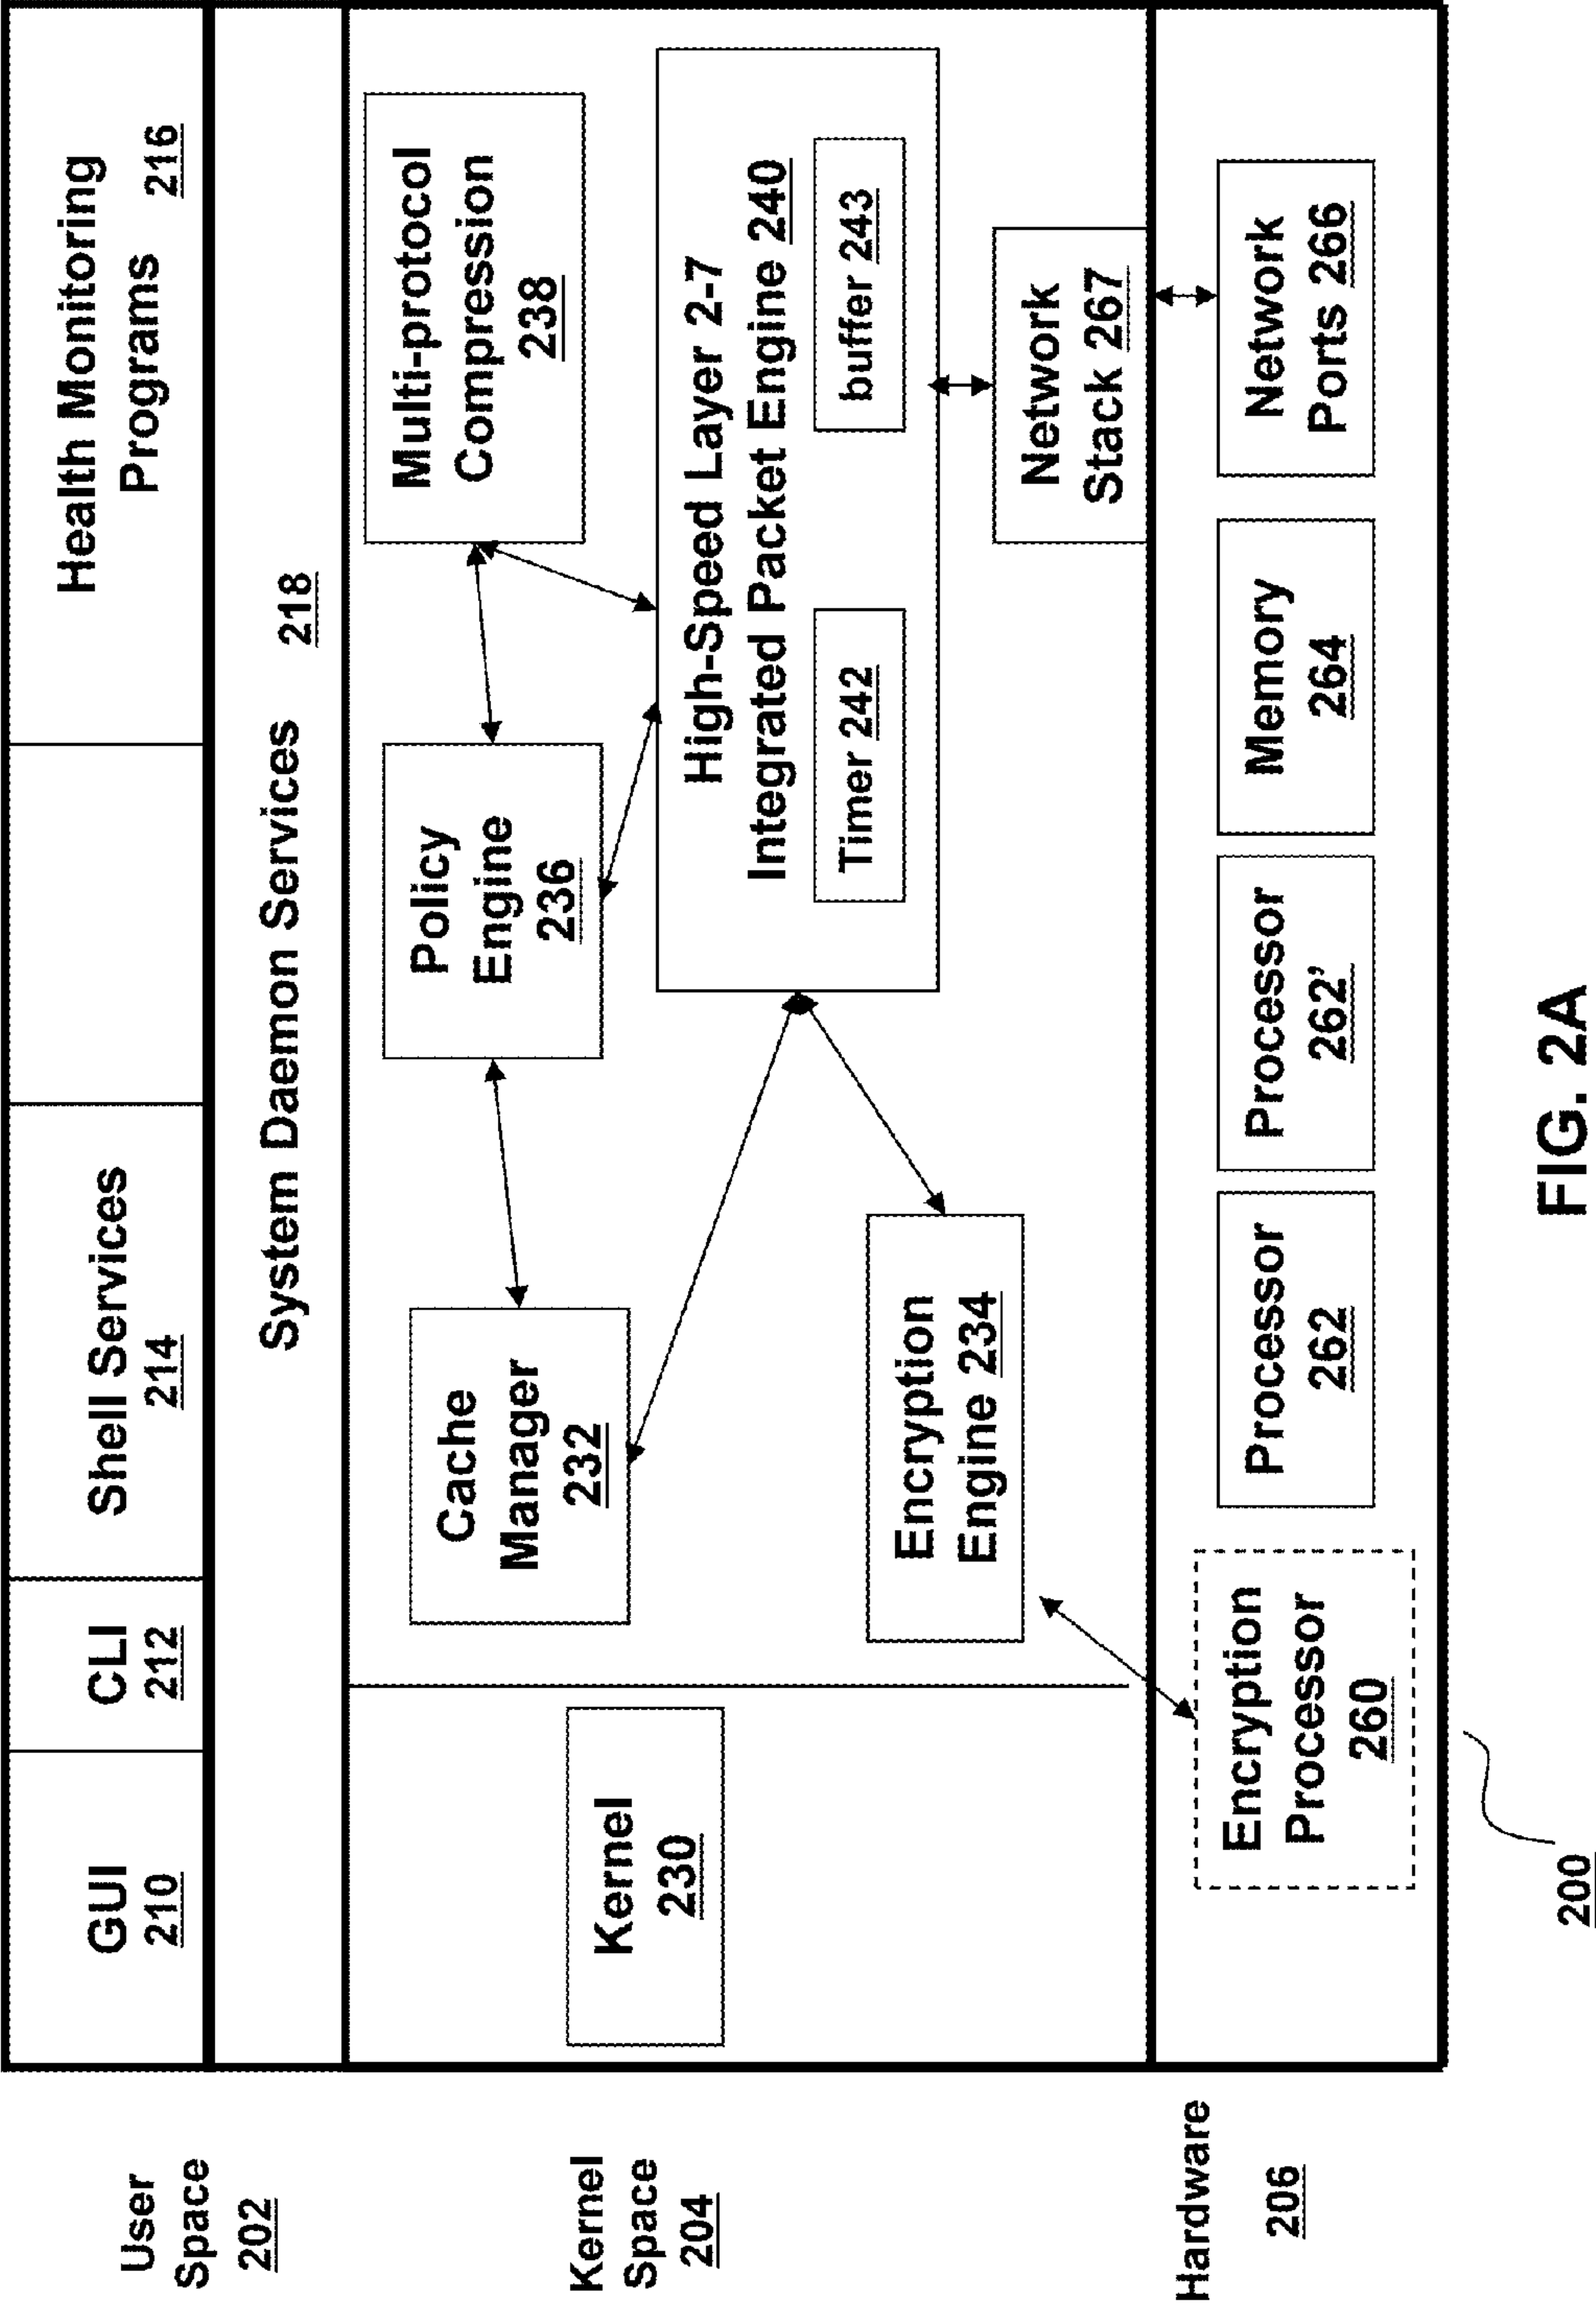 User
Space
202
GUI
210
CLI
212
Shell Services
214
Health Monitoring
Programs 216
System Daemon Services 218
Kernel
Space
204
Kernel
230
Cache
Manager
232
Policy
Engine
236
Multi-protocol
Compression
238
High-Speed Layer 2-7
Integrated Packet Engine 240
Timer 242
buffer 243
Encryption
Engine 234
Network
Stack 267
Hardware
206
Encryption
Processor
260
Processor
262
Processor
262’
Memory
264
Network
Ports 266
200
FIG. 2A